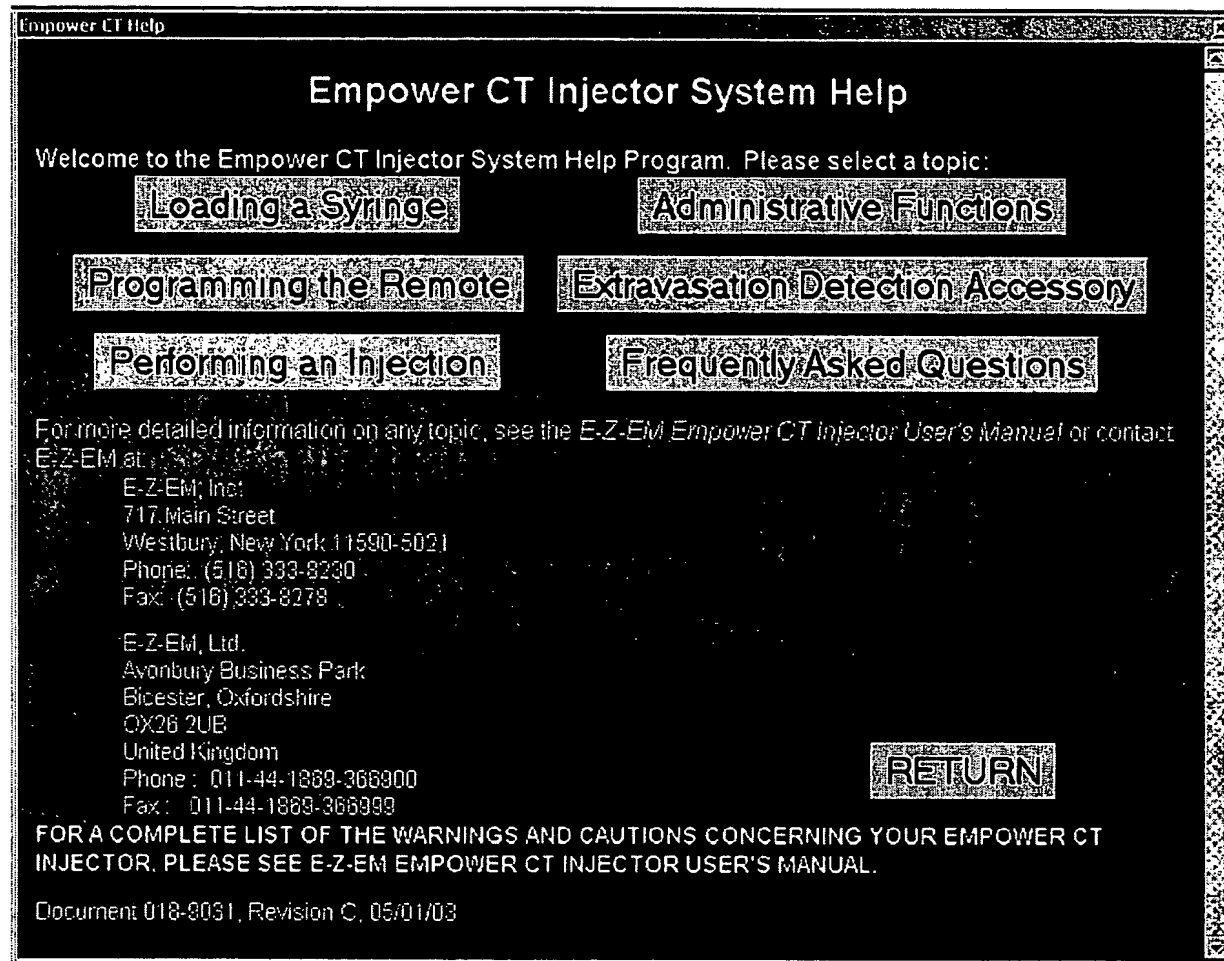 Empower CT Help
Empower CT Injector System Help
Welcome to the Empower CT Injector System Help Program. Please select a topic:
Loading a Syringe
Administrative Functions
Programming the Remote
Extravasation Detection Accessory
Performing an Injection
Frequently Asked Questions
For more detailed information on any topic, see the E-Z-EM Empower CT Injector User's Manual or contact
E-Z-EM at:
E-Z-EM, Inc.
717 Main Street
Westbury, New York 11590-5021
Phone: (516) 333-8230
Fax: (516) 333-8278
E-Z-EM, Ltd.
Avonbury Business Park
Bicester, Oxfordshire
OX26 2UB
United Kingdom
Phone : 011-44-1869-366900
Fax : 011-44-1869-366999
RETURN
FOR A COMPLETE LIST OF THE WARNINGS AND CAUTIONS CONCERNING YOUR EMPOWER CT
INJECTOR, PLEASE SEE E-Z-EM EMPOWER CT INJECTOR USER'S MANUAL.
Document 018-9031, Revision C, 05/01/03